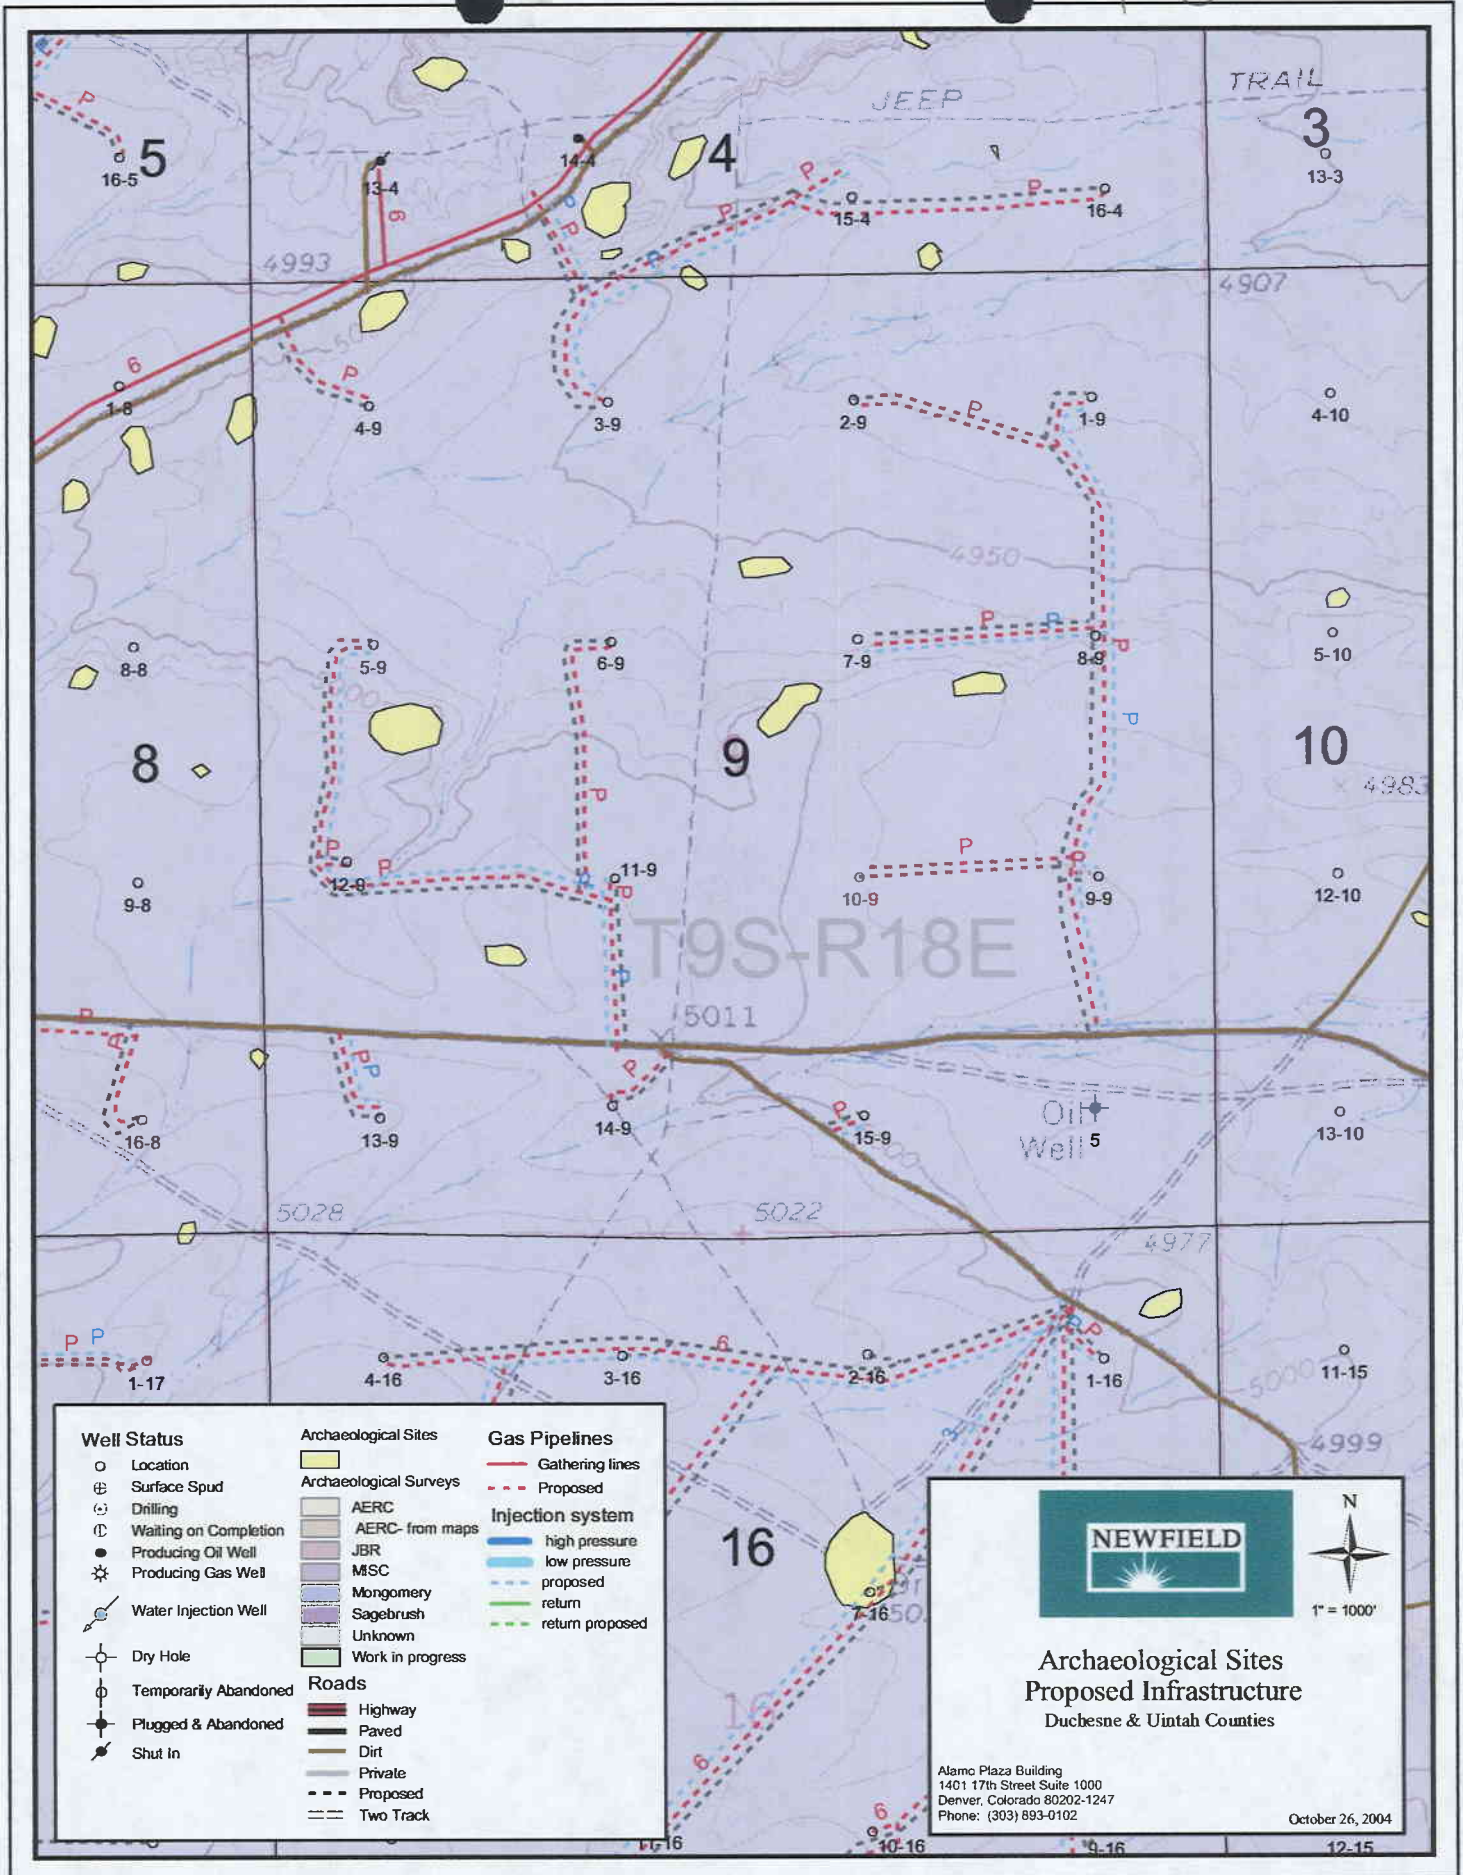 JEEP
TRAIL
5
4
3
16-5
13-4
14-4
15-4
16-4
13-3
P
P
P
P
P
P
P
6
4993
4907
6
P
1-8
4-9
3-9
2-9
P
1-9
4-10
4950
8-8
5-9
6-9
7-9
P
P
8-9
P
5-10
5000
P
8
9
10
4983
P
P
P
P
P
12-9
P
11-9
P
10-9
9-9
12-10
9-8
T9S-R18E
P
5011
P
P
P
P
P
P
16-8
13-9
14-9
15-9
Oil
Well 5
13-10
5028
5022
4977
P P
1-17
4-16
3-16
6
2-16
P
P
1-16
11-15
5000
3
4999
16
7-16
6
6
10-16
9-16
12-15
11-16
Well Status
Location
Surface Spud
Drilling
Waiting on Completion
Producing Oil Well
Producing Gas Well
Water Injection Well
Dry Hole
Temporarily Abandoned
Plugged & Abandoned
Shut In
Archaeological Sites
Archaeological Surveys
AERC
AERC- from maps
JBR
MISC
Mongomery
Sagebrush
Unknown
Work in progress
Roads
Highway
Paved
Dirt
Private
Proposed
Two Track
Gas Pipelines
Gathering lines
Proposed
Injection system
high pressure
low pressure
proposed
return
return proposed
NEWFIELD
N
1" = 1000'
Archaeological Sites
Proposed Infrastructure
Duchesne & Uintah Counties
Alamo Plaza Building
1401 17th Street Suite 1000
Denver, Colorado 80202-1247
Phone: (303) 893-0102
October 26, 2004